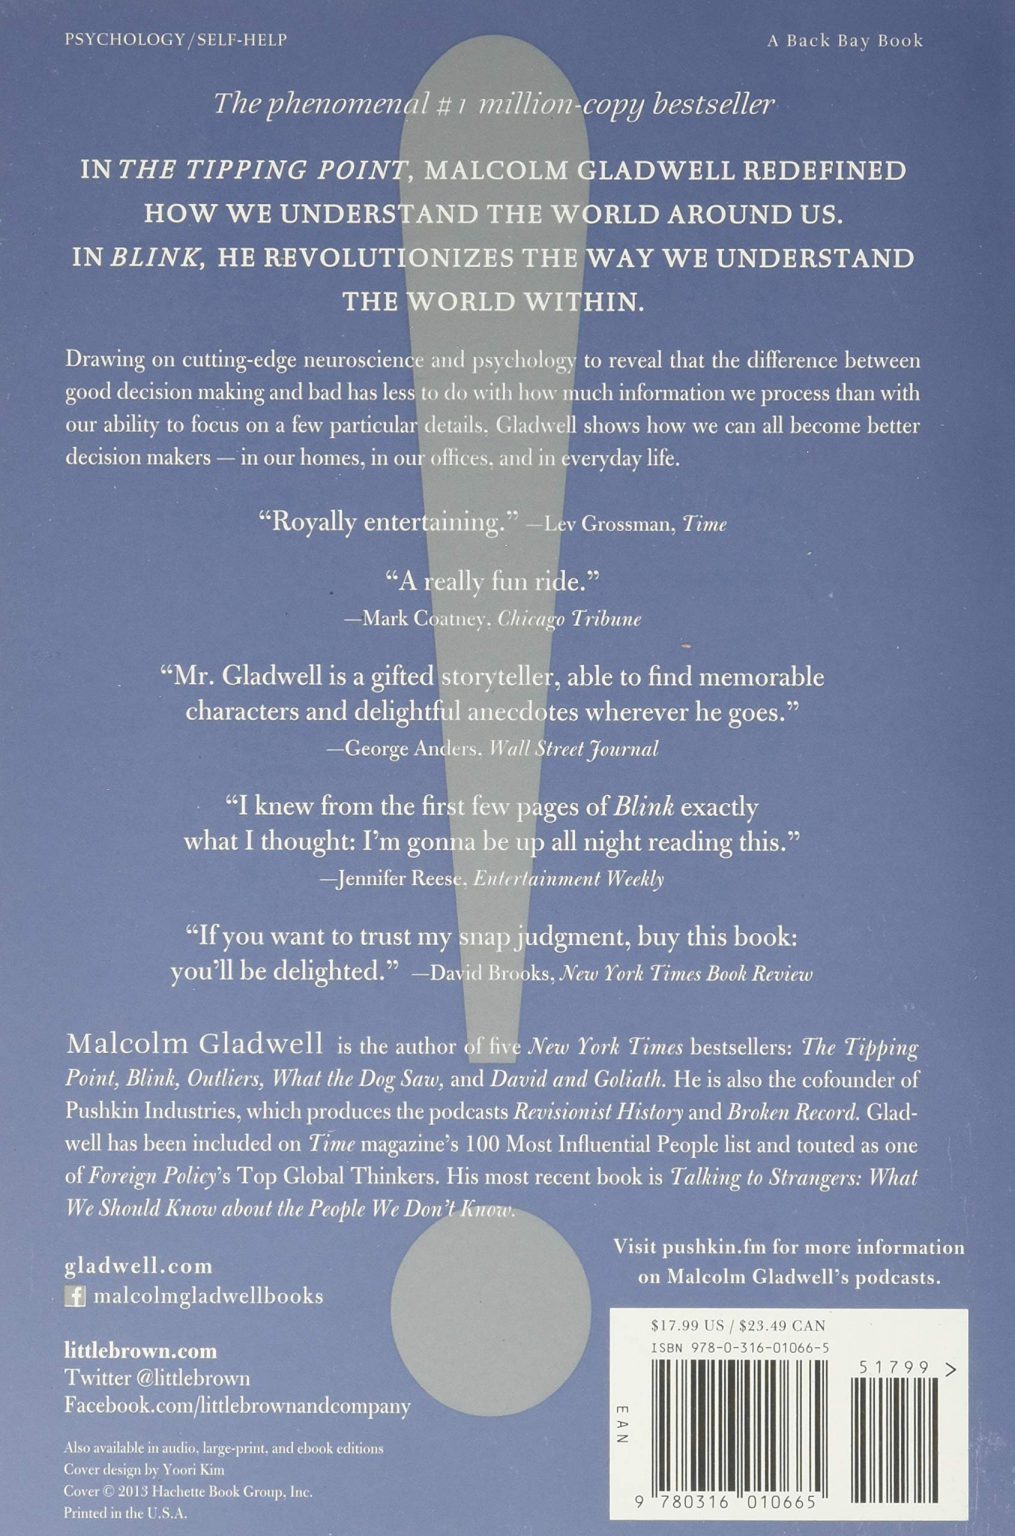 PSYCHOLOGY/SELF-HELP
A Back Bay Book
The phenomenal #1 million-copy bestseller
IN THE TIPPING POINT, MALCOLM GLADWELL REDEFINED
HOW WE UNDERSTAND THE WORLD AROUND US.
IN BLINK, HE REVOLUTIONIZES THE WAY WE UNDERSTAND
THE WORLD WITHIN.
Drawing on cutting-edge neuroscience and psychology to reveal that the difference between
good decision making and bad has less to do with how much information we process than with
our ability to focus on a few particular details, Gladwell shows how we can all become better
decision makers — in our homes, in our offices, and in everyday life.
“Royally entertaining.” —Lev Grossman, Time
“A really fun ride.”
—Mark Coatney, Chicago Tribune
“Mr. Gladwell is a gifted storyteller, able to find memorable
characters and delightful anecdotes wherever he goes.”
—George Anders, Wall Street Journal
“I knew from the first few pages of Blink exactly
what I thought: I’m gonna be up all night reading this.”
—Jennifer Reese, Entertainment Weekly
“If you want to trust my snap judgment, buy this book:
you’ll be delighted.” —David Brooks, New York Times Book Review
Malcolm Gladwell is the author of five New York Times bestsellers: The Tipping
Point, Blink, Outliers, What the Dog Saw, and David and Goliath. He is also the cofounder of
Pushkin Industries, which produces the podcasts Revisionist History and Broken Record. Glad-
well has been included on Time magazine’s 100 Most Influential People list and touted as one
of Foreign Policy’s Top Global Thinkers. His most recent book is Talking to Strangers: What
We Should Know about the People We Don’t Know.
gladwell.com
malcolmgladwellbooks
littlebrown.com
Twitter @littlebrown
Facebook.com/littlebrownandcompany
Also available in audio, large-print, and ebook editions
Cover design by Yoori Kim
Cover © 2013 Hachette Book Group, Inc.
Printed in the U.S.A.
Visit pushkin.fm for more information
on Malcolm Gladwell’s podcasts.
$17.99 US / $23.49 CAN
ISBN 978-0-316-01066-5
51799 >
EAN
9 780316 010665